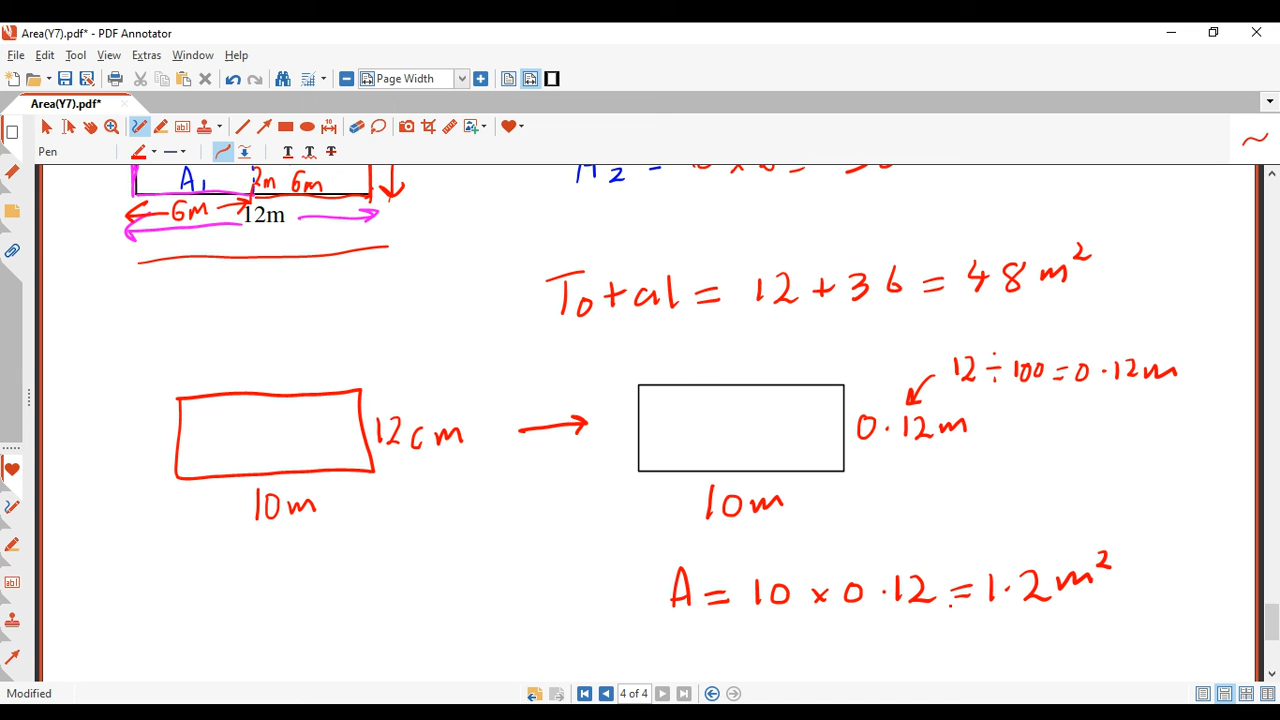 Area(Y7).pdf* - PDF Annotator
File Edit Tool View Extras Window Help
Page Width
Area(Y7).pdf*
Pen
A1 2m 6m
6m
12m
Total = 12 + 36 = 48m²
12 ÷ 100 = 0.12m
12cm
0.12m
10m
10m
A = 10 × 0.12 = 1.2m²
Modified
4 of 4